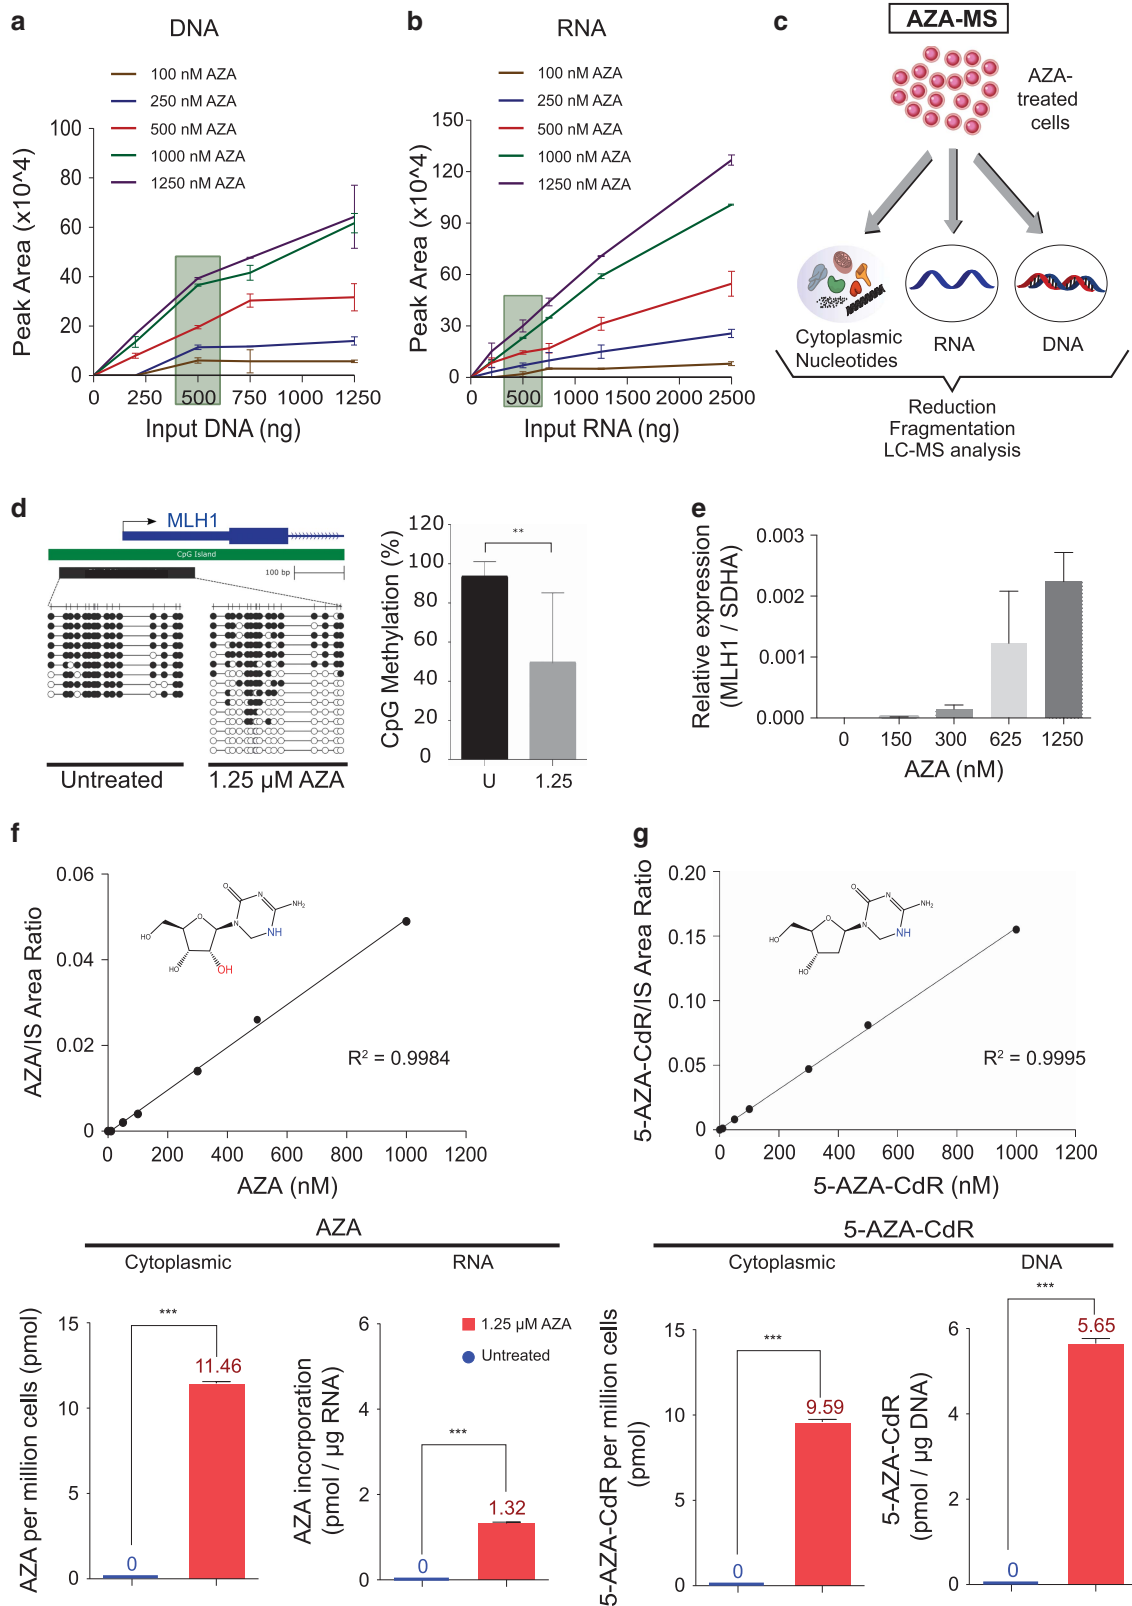 a
DNA
100 nM AZA
250 nM AZA
500 nM AZA
1000 nM AZA
1250 nM AZA
100
80
60
40
20
0
Peak Area (x10^4)
0 250 500 750 1000 1250
Input DNA (ng)
b
RNA
100 nM AZA
250 nM AZA
500 nM AZA
1000 nM AZA
1250 nM AZA
150
120
90
60
30
0
Peak Area (x10^4)
0 500 1000 1500 2000 2500
Input RNA (ng)
c
AZA-MS
AZA-
treated
cells
Cytoplasmic
Nucleotides
RNA
DNA
Reduction
Fragmentation
LC-MS analysis
d
MLH1
CpG Island
100 bp
Untreated
1.25 µM AZA
120
100
80
60
40
20
0
CpG Methylation (%)
**
U
1.25
e
0.003
0.002
0.001
0.000
Relative expression
(MLH1 / SDHA)
0 150 300 625 1250
AZA (nM)
f
0.06
0.04
0.02
0
AZA/IS Area Ratio
O
N
NH2
N
NH
O
HO
HO
OH
R2 = 0.9984
0 200 400 600 800 1000 1200
AZA (nM)
g
0.20
0.15
0.10
0.05
0
5-AZA-CdR/IS Area Ratio
O
N
NH2
N
NH
O
HO
HO
R2 = 0.9995
0 200 400 600 800 1000 1200
5-AZA-CdR (nM)
AZA
Cytoplasmic
RNA
15
10
5
0
AZA per million cells (pmol)
***
11.46
0
6
4
2
0
AZA incorporation
(pmol / µg RNA)
1.25 µM AZA
Untreated
***
1.32
0
5-AZA-CdR
Cytoplasmic
DNA
15
10
5
0
5-AZA-CdR per million cells
(pmol)
***
9.59
0
6
4
2
0
5-AZA-CdR
(pmol / µg DNA)
***
5.65
0